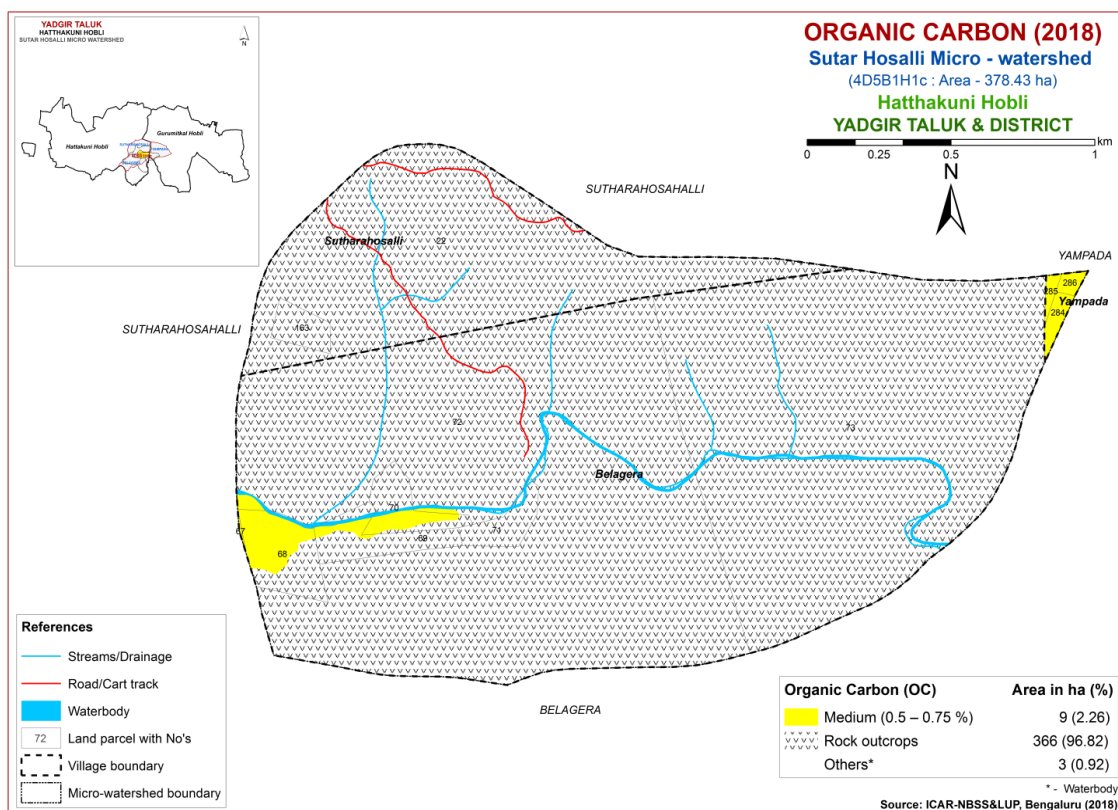 YADGIR TALUK
HATTHAKUNI HOBLI
SUTAR HOSALLI MICRO WATERSHED
N
Gurumitkal Hobli
Hattakuni Hobli
ORGANIC CARBON (2018)
Sutar Hosalli Micro - watershed
(4D5B1H1c : Area - 378.43 ha)
Hatthakuni Hobli
YADGIR TALUK & DISTRICT
km
0 0.25 0.5 1
N
SUTHARAHOSAHALLI
YAMPADA
Sutharahosalli
22
286
285
Yampada
284
SUTHARAHOSAHALLI
163
72
73
Belagera
70
67
71
69
68
BELAGERA
References
Streams/Drainage
Road/Cart track
Waterbody
72 Land parcel with No's
Village boundary
Micro-watershed boundary
Organic Carbon (OC) Area in ha (%)
Medium (0.5 – 0.75 %) 9 (2.26)
Rock outcrops 366 (96.82)
Others* 3 (0.92)
* - Waterbody
Source: ICAR-NBSS&LUP, Bengaluru (2018)